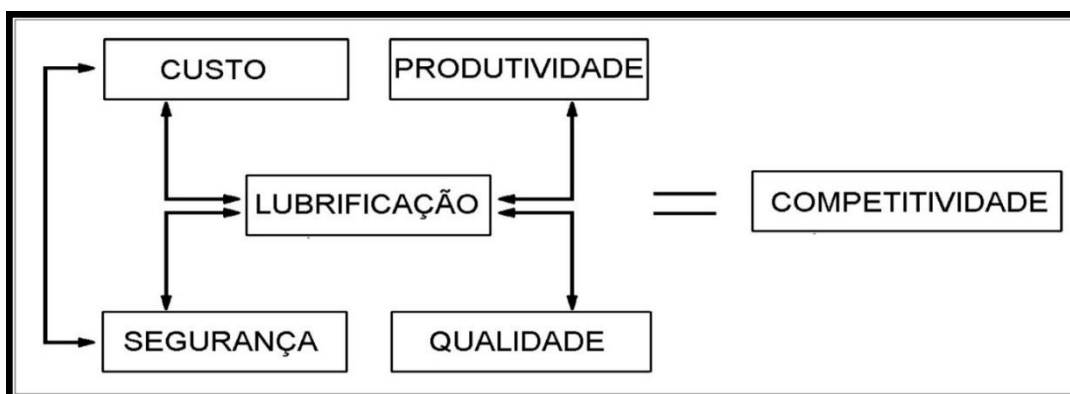 CUSTO
PRODUTIVIDADE
LUBRIFICAÇÃO
COMPETITIVIDADE
SEGURANÇA
QUALIDADE